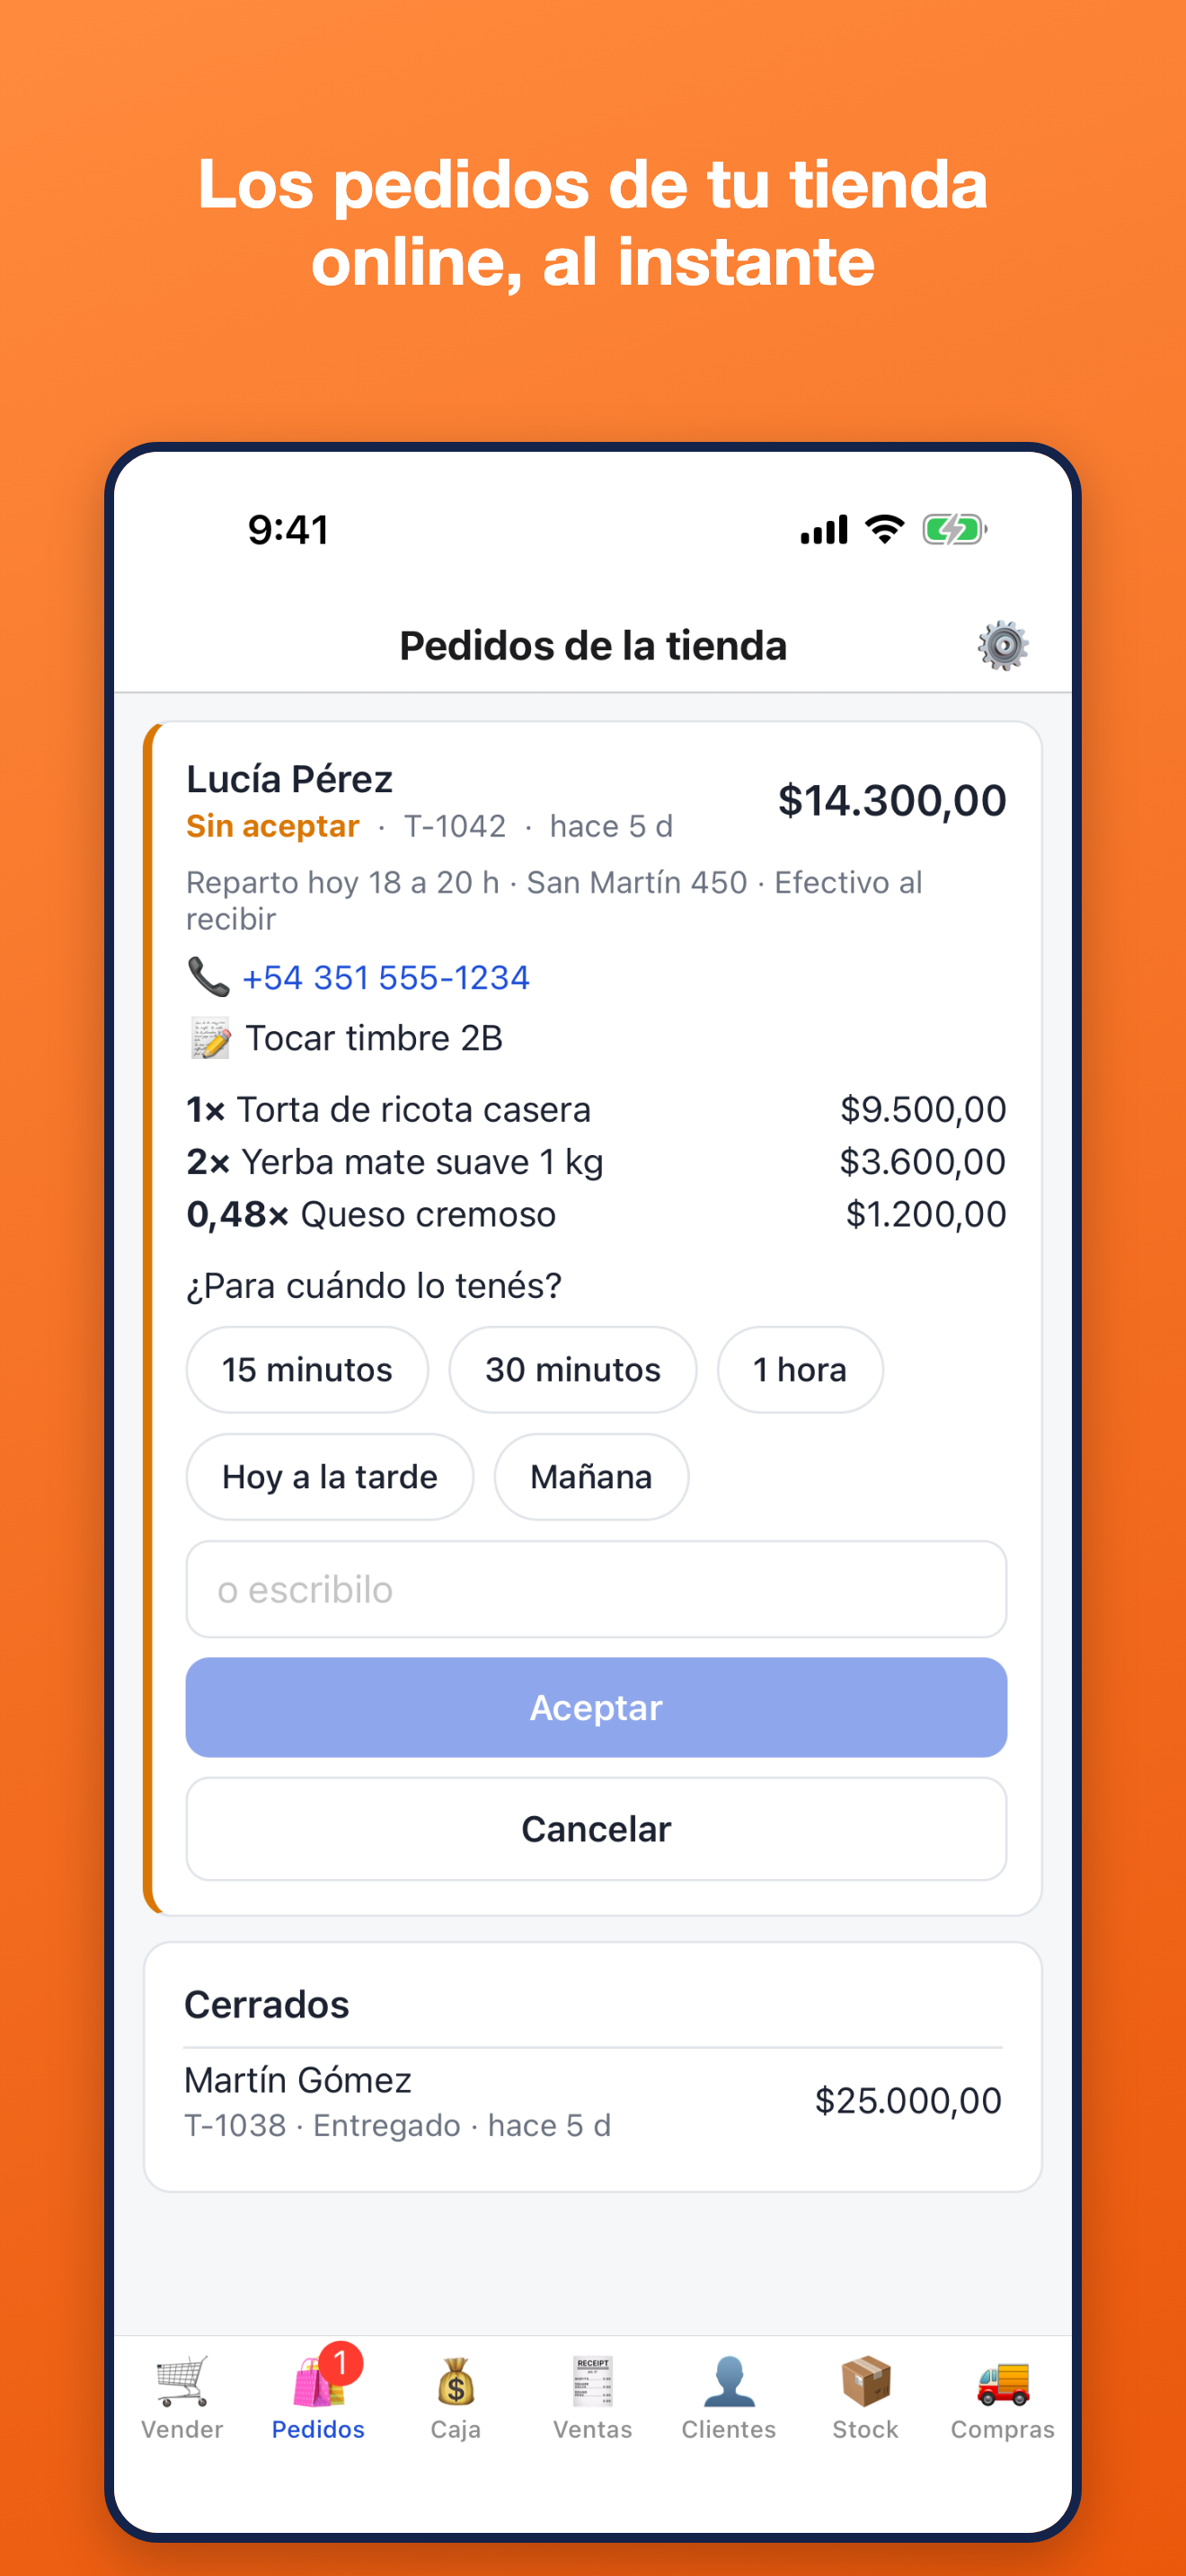 Los pedidos de tu tienda
online, al instante
9:41
Pedidos de la tienda
Lucía Pérez
$14.300,00
Sin aceptar · T-1042 · hace 5 d
Reparto hoy 18 a 20 h · San Martín 450 · Efectivo al
recibir
+54 351 555-1234
Tocar timbre 2B
1× Torta de ricota casera $9.500,00
2× Yerba mate suave 1 kg $3.600,00
0,48× Queso cremoso $1.200,00
¿Para cuándo lo tenés?
15 minutos 30 minutos 1 hora
Hoy a la tarde Mañana
o escribilo
Aceptar
Cancelar
Cerrados
Martín Gómez
$25.000,00
T-1038 · Entregado · hace 5 d
1
RECEIPT
Vender Pedidos Caja Ventas Clientes Stock Compras